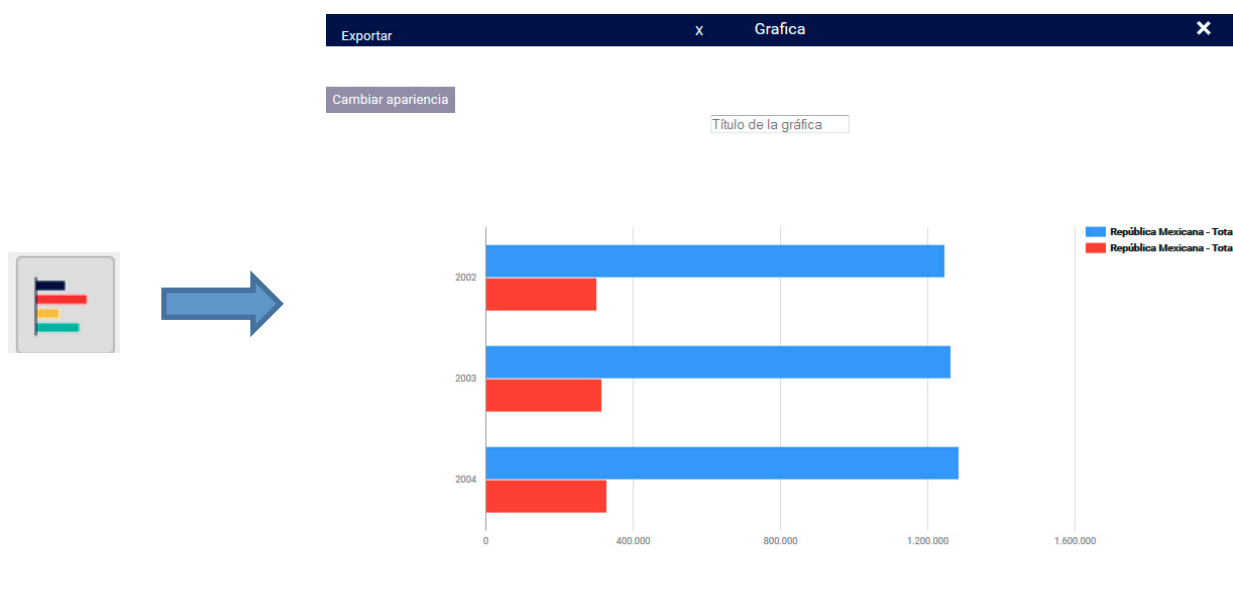 Exportar
x
Grafica
Cambiar apariencia
Título de la gráfica
República Mexicana - Tota
República Mexicana - Tota
2002
2003
2004
0
400.000
800.000
1.200.000
1.600.000